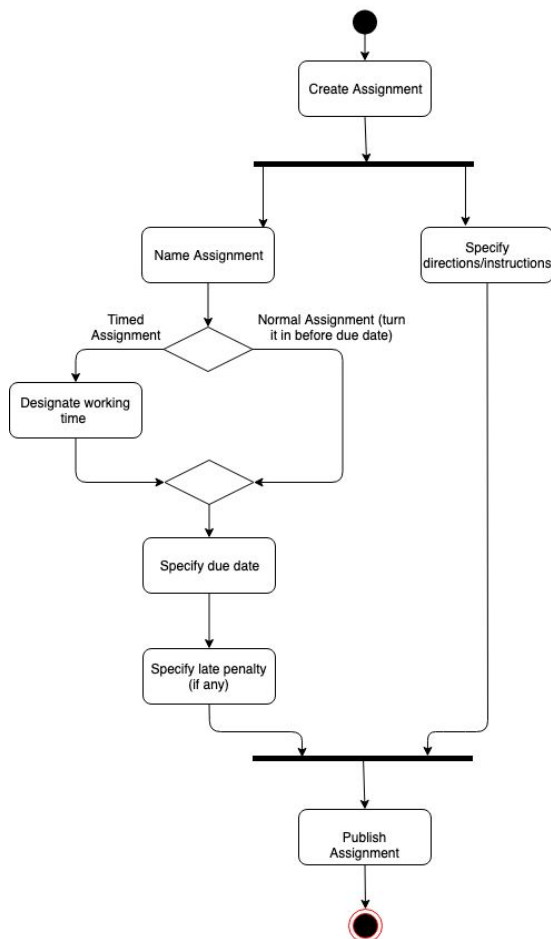 Create Assignment
Name Assignment
Specify
directions/instructions
Timed
Assignment
Normal Assignment (turn
it in before due date)
Designate working
time
Specify due date
Specify late penalty
(if any)
Publish
Assignment